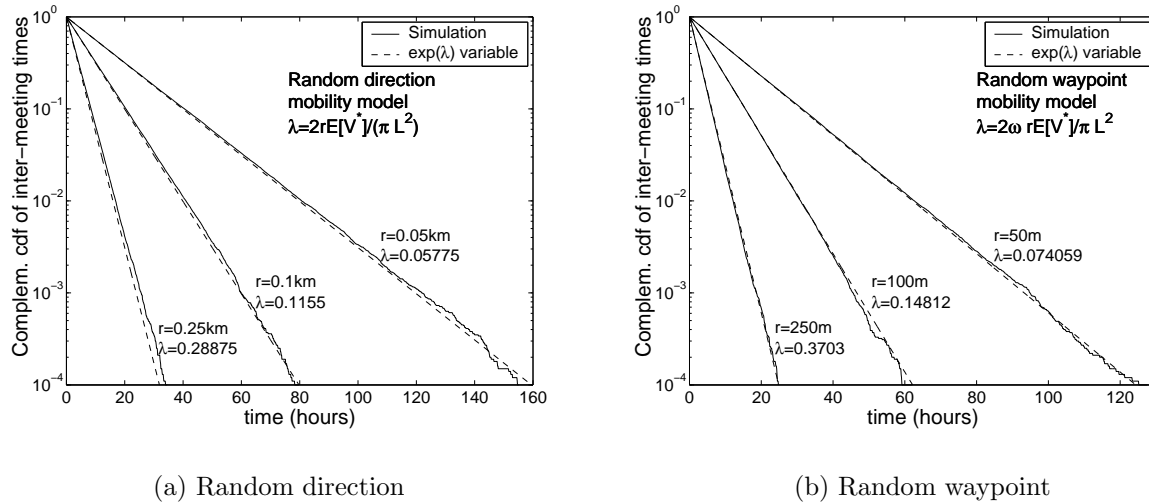 Complem. cdf of inter−meeting times
10^0
10^−1
10^−2
10^−3
10^−4
Simulation
exp(λ) variable
Random direction
mobility model
λ=2rE[V^*]/(π L^2)
r=0.05km
λ=0.05775
r=0.1km
λ=0.1155
r=0.25km
λ=0.28875
0 20 40 60 80 100 120 140 160
time (hours)
(a) Random direction
Complem. cdf of inter−meeting times
10^0
10^−1
10^−2
10^−3
10^−4
Simulation
exp(λ) variable
Random waypoint
mobility model
λ=2ω rE[V^*]/π L^2
r=50m
λ=0.074059
r=100m
λ=0.14812
r=250m
λ=0.3703
0 20 40 60 80 100 120
time (hours)
(b) Random waypoint